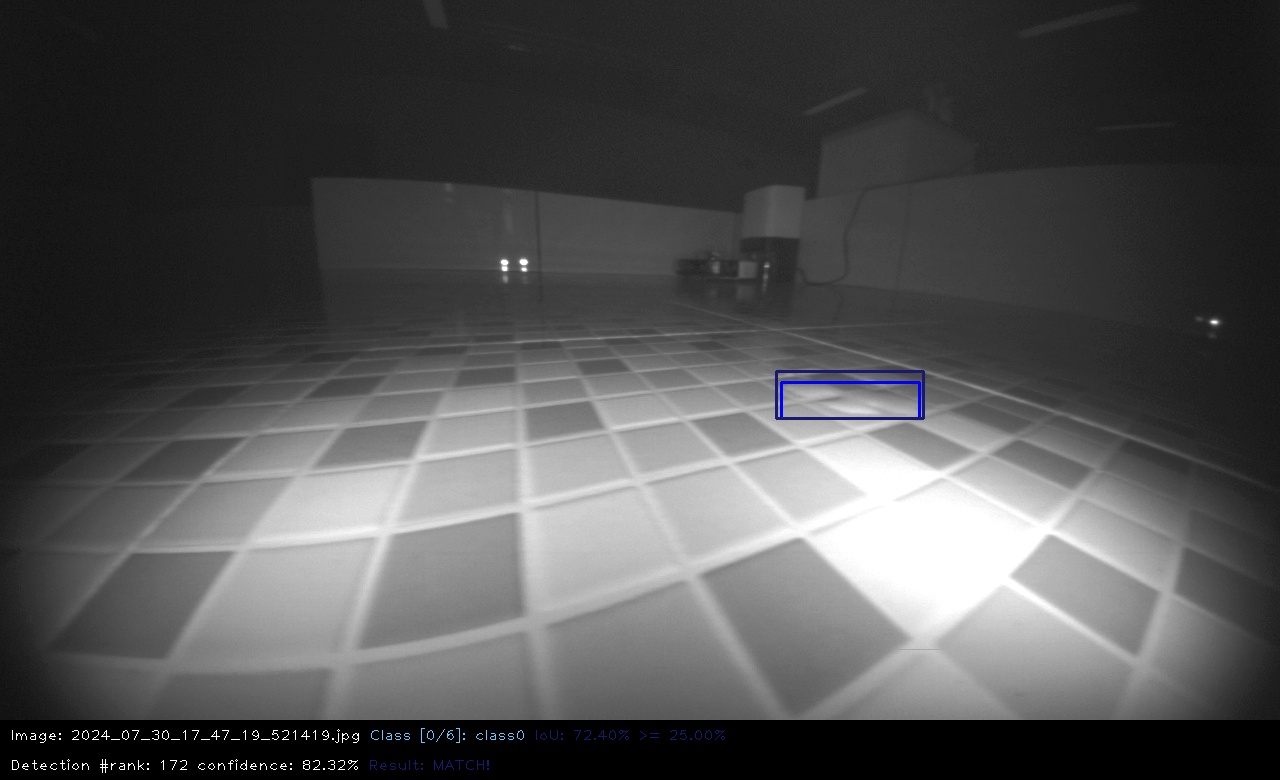 Image: 2024_07_30_17_47_19_521419.jpg Class [0/6]: class0 IoU: 72.40% >= 25.00%
Detection #rank: 172 confidence: 82.32% Result: MATCH!